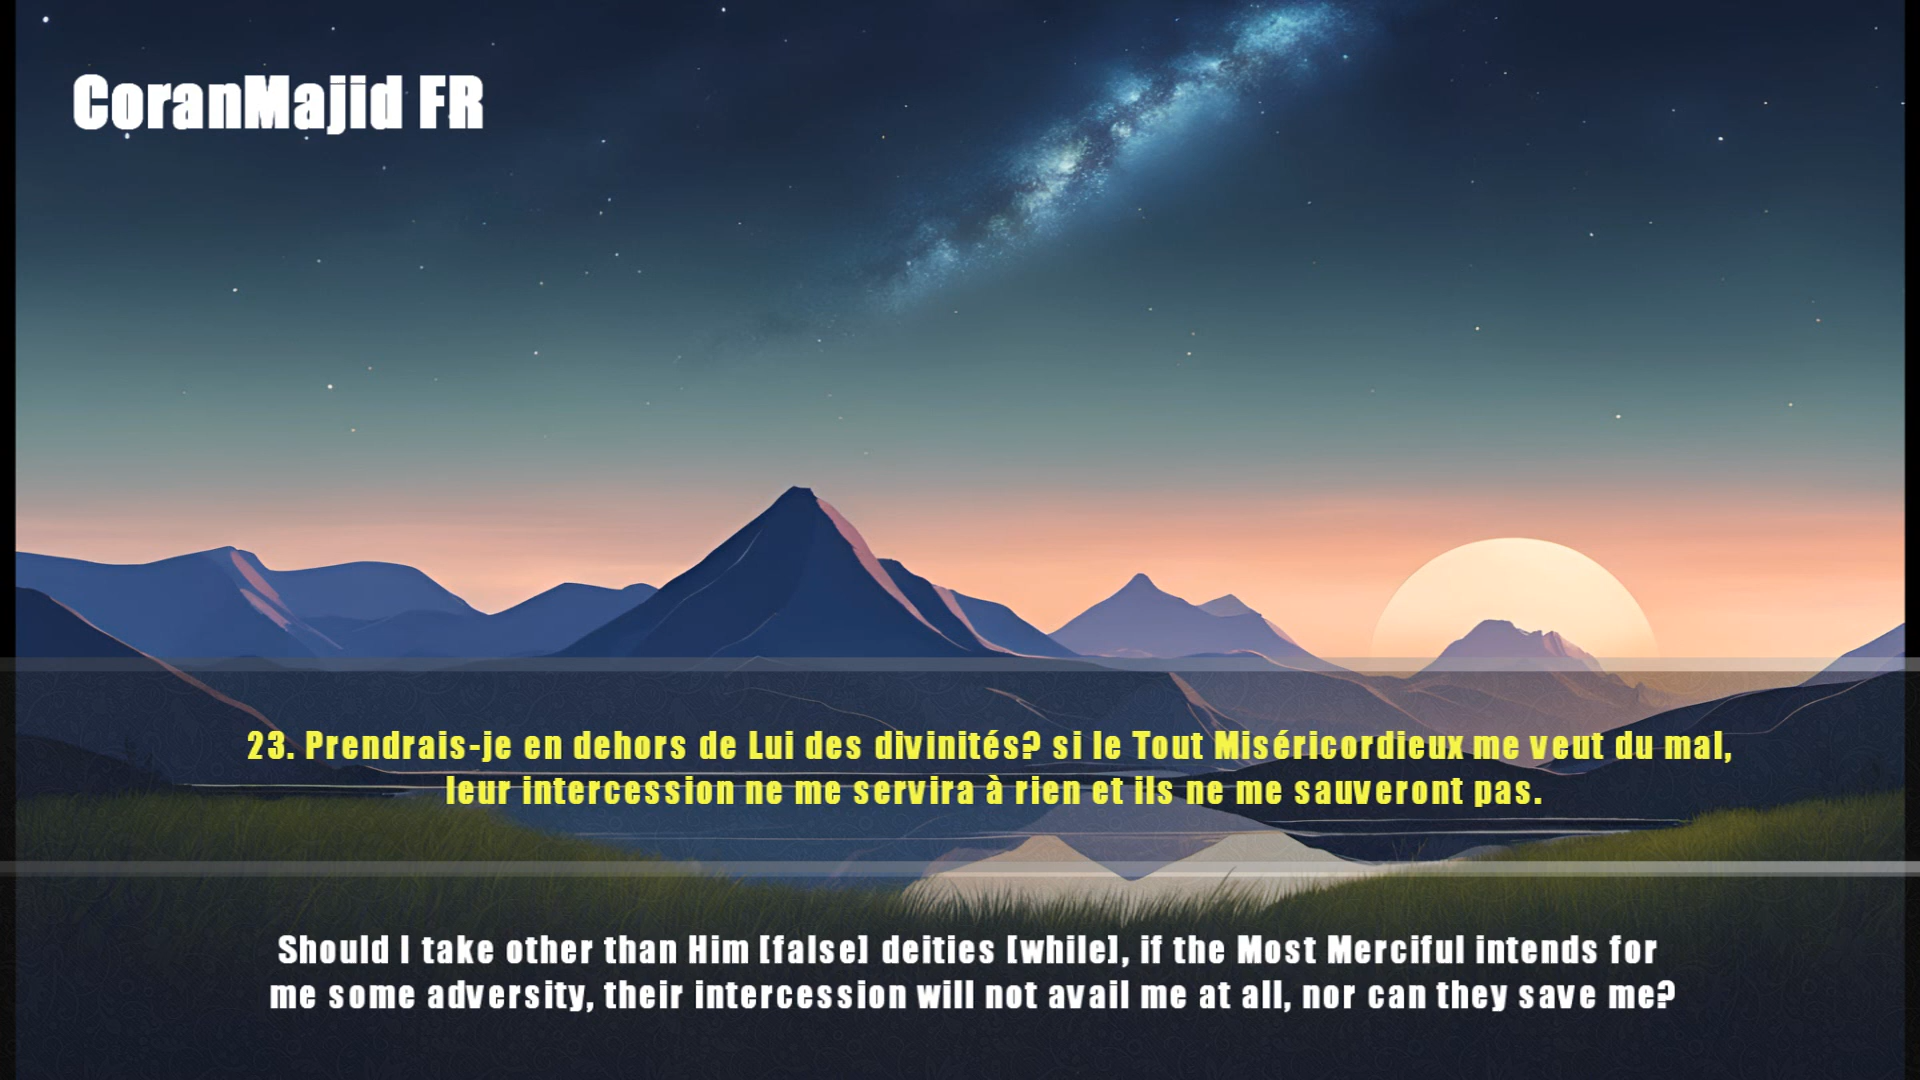 CoranMajid FR
23. Prendrais-je en dehors de Lui des divinités? si le Tout Miséricordieux me veut du mal,
leur intercession ne me servira à rien et ils ne me sauveront pas.
Should I take other than Him [false] deities [while], if the Most Merciful intends for
me some adversity, their intercession will not avail me at all, nor can they save me?